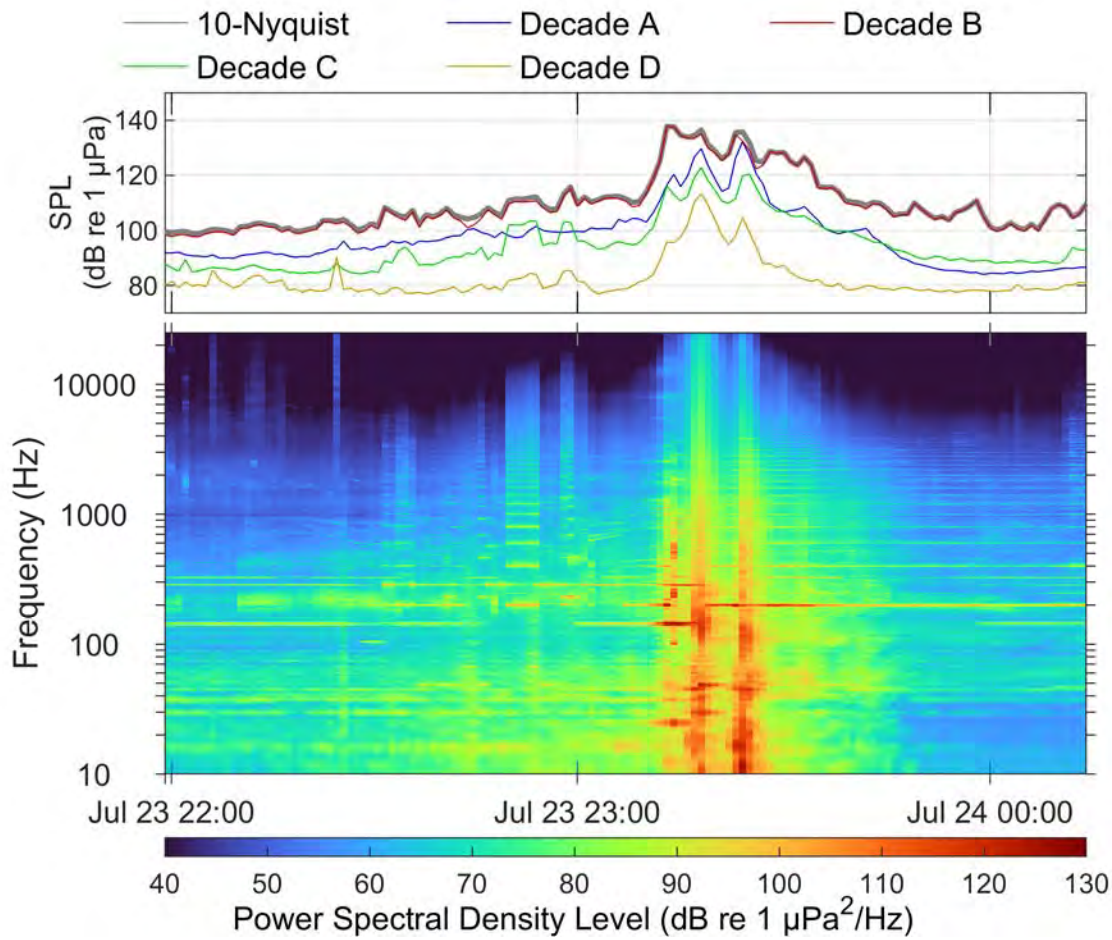 10-Nyquist Decade A Decade B
Decade C Decade D
SPL
(dB re 1 µPa)
140
120
100
80
Frequency (Hz)
10000
1000
100
10
Jul 23 22:00 Jul 23 23:00 Jul 24 00:00
40 50 60 70 80 90 100 110 120 130
Power Spectral Density Level (dB re 1 µPa²/Hz)